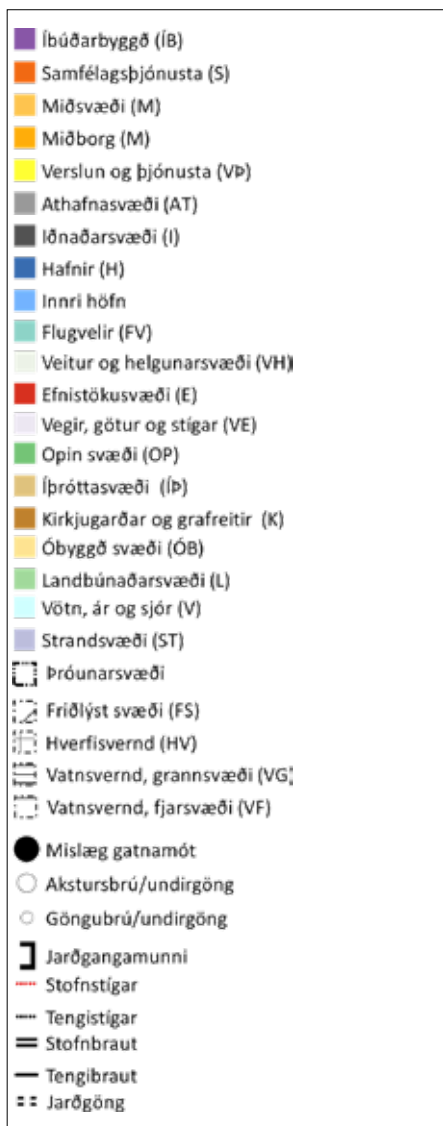 Íbúðarbyggð (ÍB)
Samfélagsþjónusta (S)
Miðsvæði (M)
Miðborg (M)
Verslun og þjónusta (VÞ)
Athafnasvæði (AT)
Iðnaðarsvæði (I)
Hafnir (H)
Innri höfn
Flugvelir (FV)
Veitur og helgunarsvæði (VH)
Efnistökusvæði (E)
Vegir, götur og stígar (VE)
Opin svæði (OP)
Íþróttasvæði (ÍÞ)
Kirkjugarðar og grafreitir (K)
Óbyggð svæði (ÓB)
Landbúnaðarsvæði (L)
Vötn, ár og sjór (V)
Strandsvæði (ST)
Þróunarsvæði
Friðlýst svæði (FS)
Hverfisvernd (HV)
Vatnsvernd, grannsvæði (VG)
Vatnsvernd, fjarsvæði (VF)
Mislæg gatnamót
Akstursbrú/undirgöng
Göngubrú/undirgöng
Jarðgangamunni
Stofnstígar
Tengistígar
Stofnbraut
Tengibraut
Jarðgöng